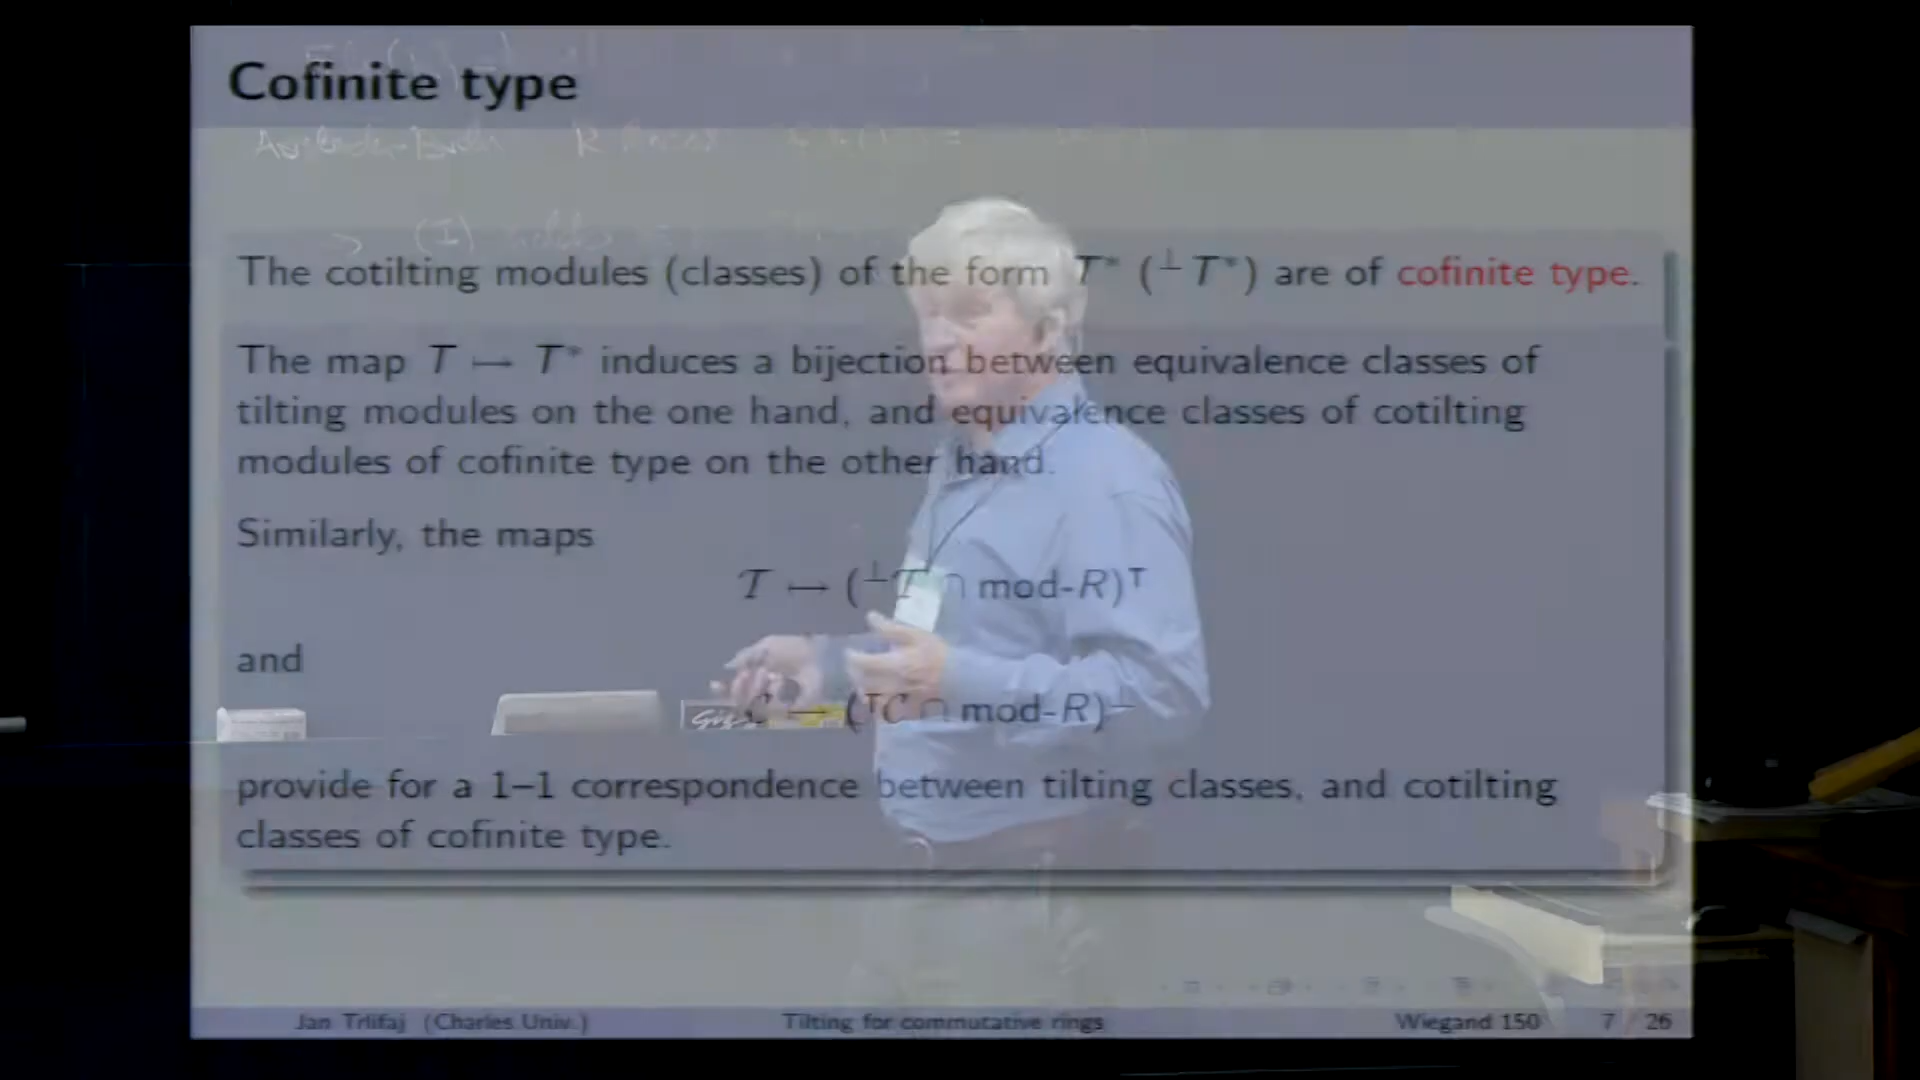 Cofinite type
R
(I)
The cotilting modules (classes) of the form T* (⊥T*) are of cofinite type.
The map T ↦ T* induces a bijection between equivalence classes of
tilting modules on the one hand, and equivalence classes of cotilting
modules of cofinite type on the other hand.
Similarly, the maps
𝒯 ↦ (⊥𝒯 ∩ mod-R)⊺
and
𝒞 ↦ (⊺𝒞 ∩ mod-R)⊥
provide for a 1–1 correspondence between tilting classes, and cotilting
classes of cofinite type.
Jan Trlifaj (Charles Univ.) Tilting for commutative rings Wiegand 150 7 / 26